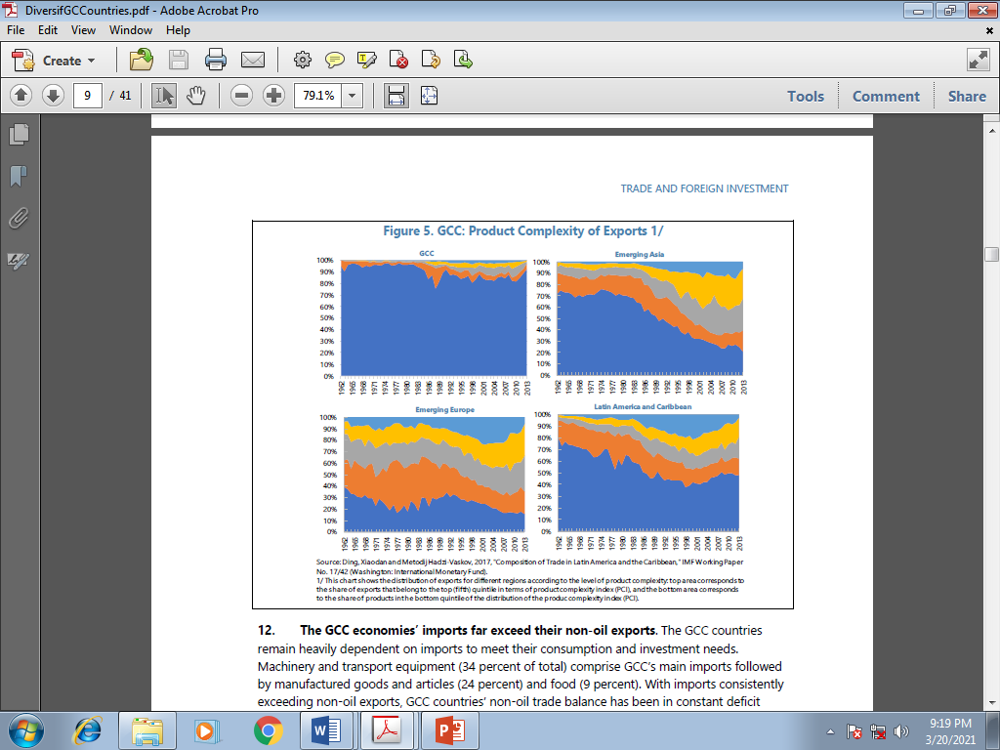 DiversifGCCountries.pdf - Adobe Acrobat Pro
File Edit View Window Help
Create
9 / 41 79.1% Tools Comment Share
TRADE AND FOREIGN INVESTMENT
Figure 5. GCC: Product Complexity of Exports 1/
GCC
100%
90%
80%
70%
60%
50%
40%
30%
20%
10%
0%
1962 1965 1968 1971 1974 1977 1980 1983 1986 1989 1992 1995 1998 2001 2004 2007 2010 2013
Emerging Asia
100%
90%
80%
70%
60%
50%
40%
30%
20%
10%
0%
1962 1965 1968 1971 1974 1977 1980 1983 1986 1989 1992 1995 1998 2001 2004 2007 2010 2013
Emerging Europe
100%
90%
80%
70%
60%
50%
40%
30%
20%
10%
0%
1962 1965 1968 1971 1974 1977 1980 1983 1986 1989 1992 1995 1998 2001 2004 2007 2010 2013
Latin America and Caribbean
100%
90%
80%
70%
60%
50%
40%
30%
20%
10%
0%
1962 1965 1968 1971 1974 1977 1980 1983 1986 1989 1992 1995 1998 2001 2004 2007 2010 2013
Source: Ding, Xiaodan and Metodij Hadzi-Vaskov, 2017, "Composition of Trade in Latin America and the Caribbean," IMF Working Paper
No. 17/42 (Washington: International Monetary Fund).
1/ This chart shows the distribution of exports for different regions according to the level of product complexity: top area corresponds to
the share of exports that belong to the top (fifth) quintile in terms of product complexity index (PCI), and the bottom area corresponds
to the share of products in the bottom quintile of the distribution of the produc complexity index (PCI).
12. The GCC economies' imports far exceed their non-oil exports. The GCC countries
remain heavily dependent on imports to meet their consumption and investment needs.
Machinery and transport equipment (34 percent of total) comprise GCC's main imports followed
by manufactured goods and articles (24 percent) and food (9 percent). With imports consistently
exceeding non-oil exports, GCC countries' non-oil trade balance has been in constant deficit
9:19 PM
3/20/2021